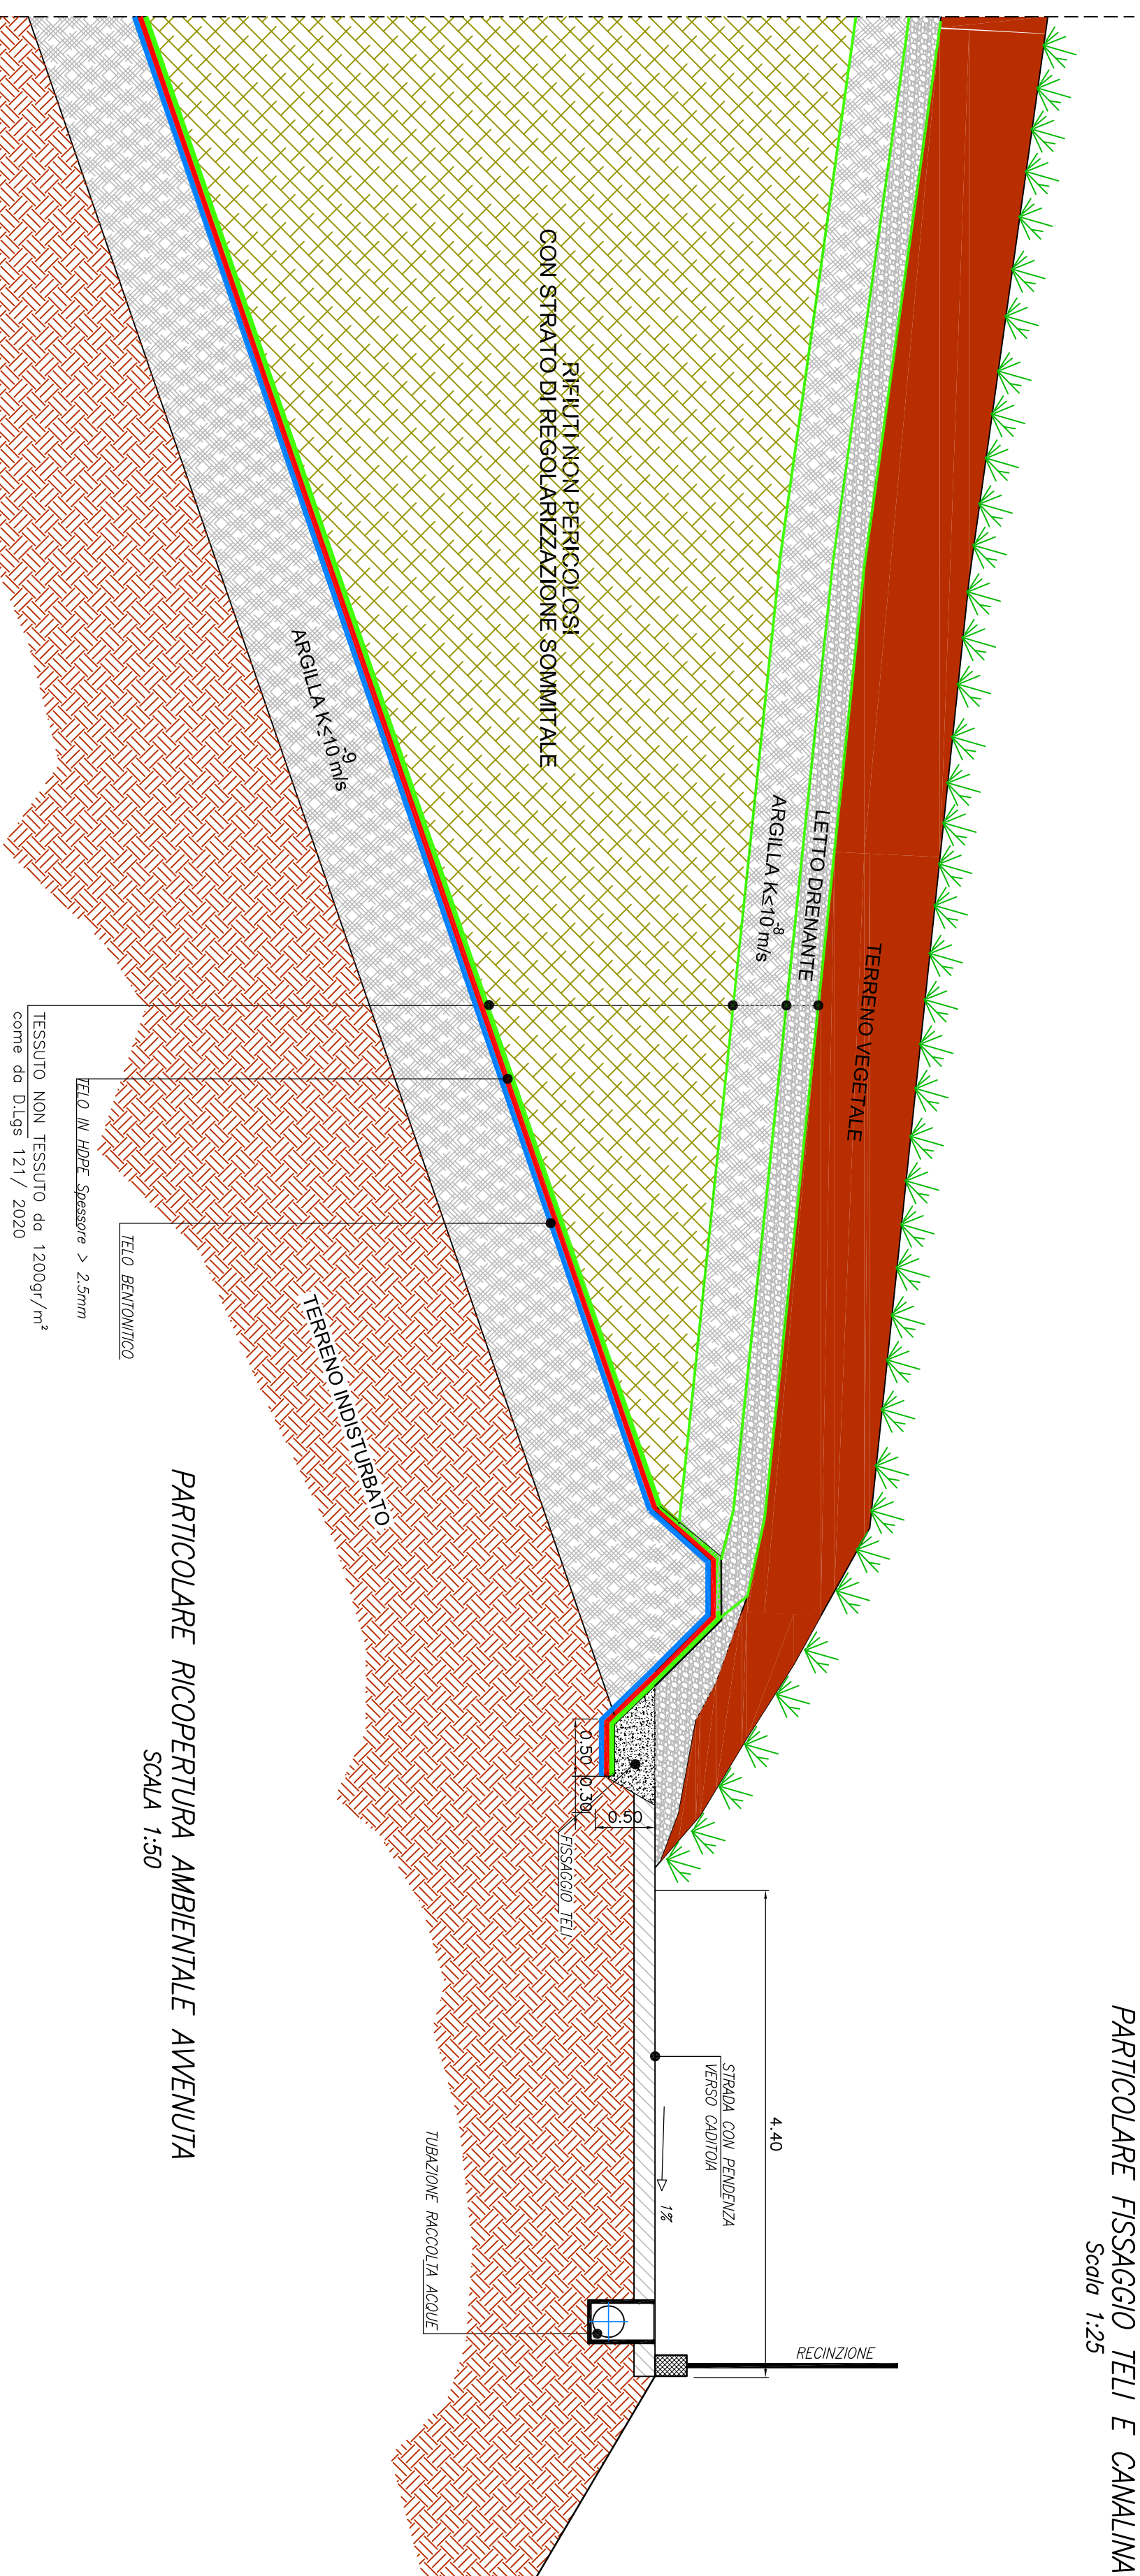 PARTICOLARE FISSAGGIO TELI E CANALINA
Scala 1:25
RECINZIONE
4.40
STRADA CON PENDENZA
VERSO CADITOIA
1%
TERRENO VEGETALE
LETTO DRENANTE
ARGILLA K≤10⁻⁸ m/s
RIFIUTI NON PERICOLOSI
CON STRATO DI REGOLARIZZAZIONE SOMMITALE
ARGILLA K≤10⁻⁹ m/s
0.50
0.30
0.50
FISSAGGIO TELI
TUBAZIONE RACCOLTA ACQUE
TERRENO INDISTURBATO
TELO BENTONITICO
TELO IN HDPE Spessore > 2.5mm
TESSUTO NON TESSUTO da 1200gr/m²
come da D.Lgs 121/ 2020
PARTICOLARE RICOPERTURA AMBIENTALE AVVENUTA
SCALA 1:50